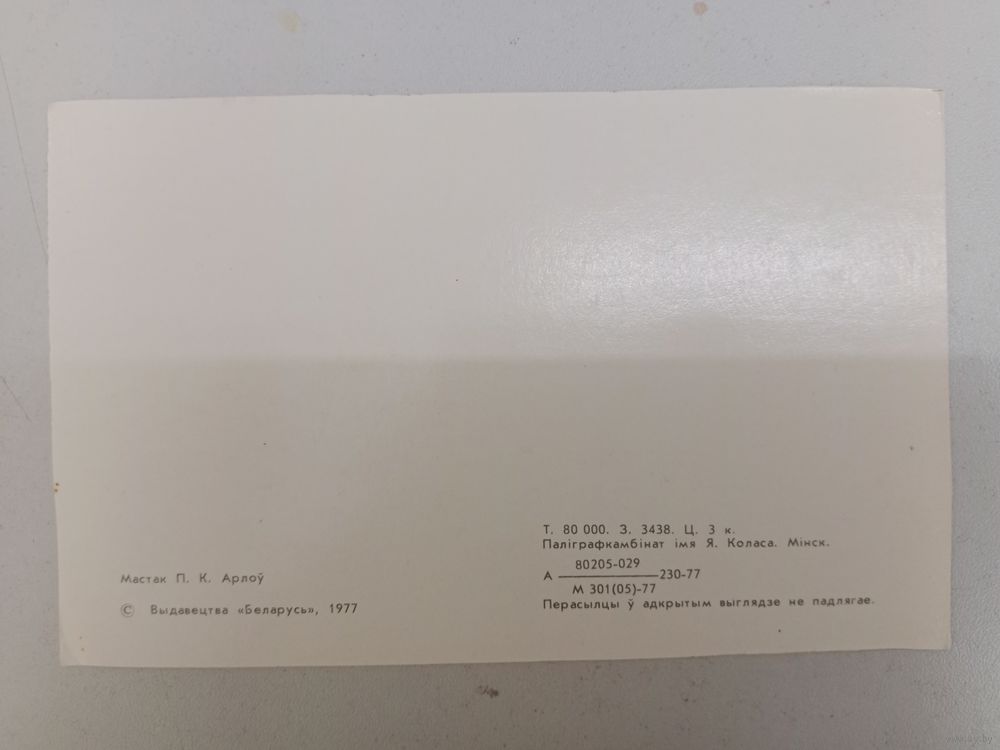 Мастак П. К. Арлоў
© Выдавецтва «Беларусь», 1977
Т. 80 000. З. 3438. Ц. 3 к.
Паліграфкамбінат імя Я. Коласа. Мінск.
80205-029
А ——— 230-77
М 301(05)-77
Перасылцы ў адкрытым выглядзе не падлягае.